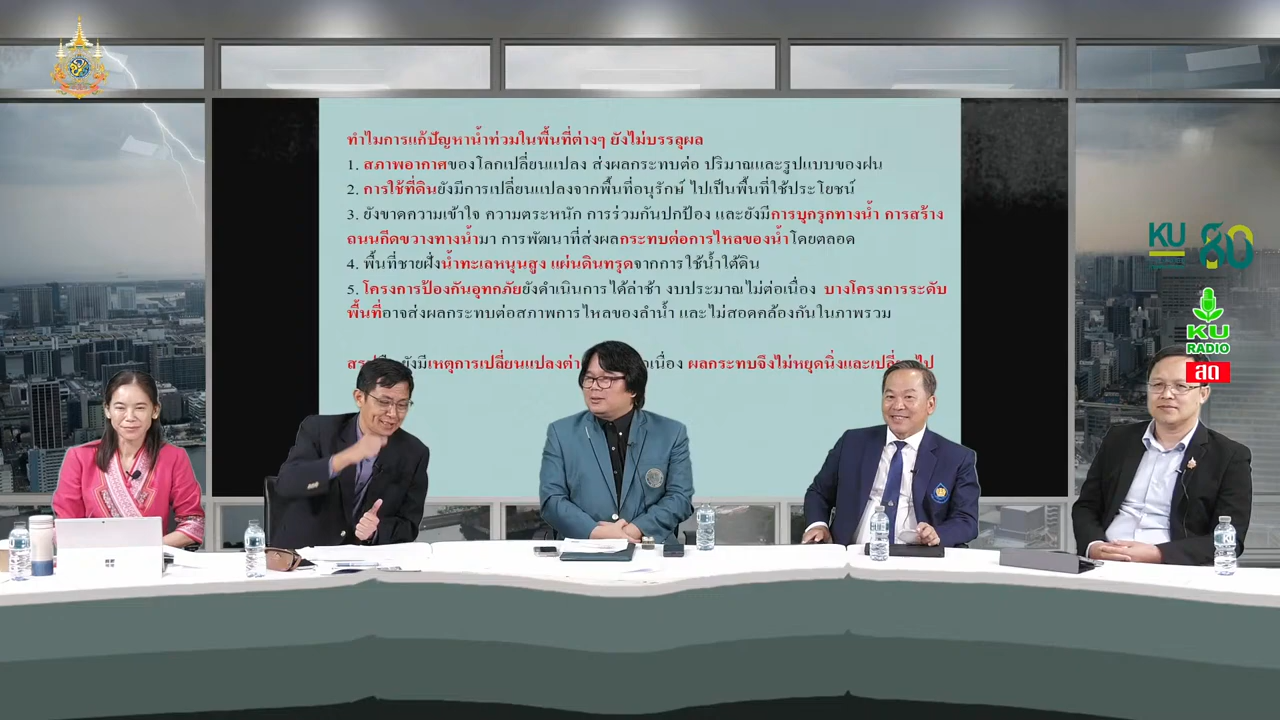 ทำไมการแก้ปัญหาน้ำท่วมในพื้นที่ต่างๆ ยังไม่บรรลุผล
1. สภาพอากาศของโลกเปลี่ยนแปลง ส่งผลกระทบต่อ ปริมาณและรูปแบบของฝน
2. การใช้ที่ดินยังมีการเปลี่ยนแปลงจากพื้นที่อนุรักษ์ ไปเป็นพื้นที่ใช้ประโยชน์
3. ยังขาดความเข้าใจ ความตระหนัก การร่วมกันปกป้อง และยังมีการบุกรุกทางน้ำ การสร้าง
ถนนกีดขวางทางน้ำมา การพัฒนาที่ส่งผลกระทบต่อการไหลของน้ำโดยตลอด
4. พื้นที่ชายฝั่งน้ำทะเลหนุนสูง แผ่นดินทรุดจากการใช้น้ำใต้ดิน
5. โครงการป้องกันอุทกภัยยังดำเนินการได้ล่าช้า งบประมาณไม่ต่อเนื่อง บางโครงการระดับ
พื้นที่อาจส่งผลกระทบต่อสภาพการไหลของลำน้ำ และไม่สอดคล้องกันในภาพรวม
ยังมีเหตุการเปลี่ยนแปลง ผลกระทบจึงไม่หยุดนิ่ง
KU 80
KU
RADIO
สด